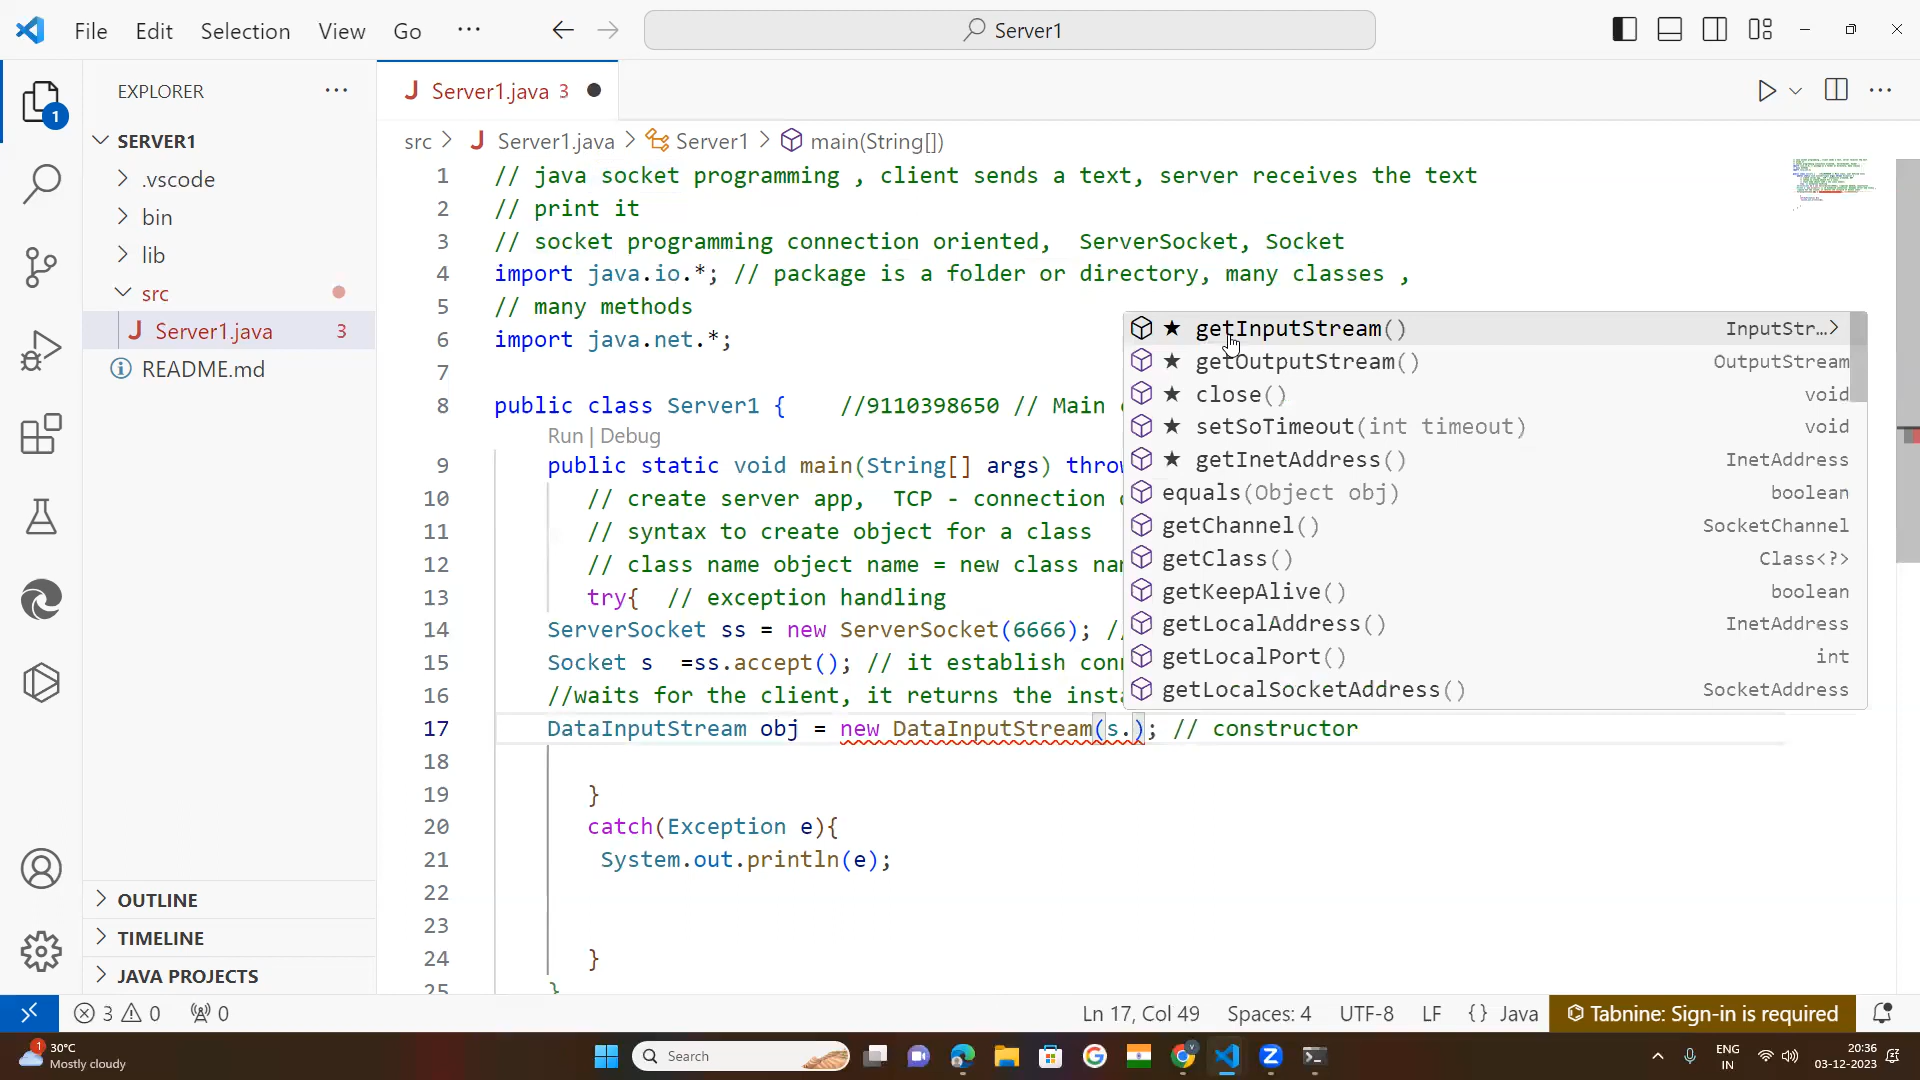 File Edit Selection View Go ··· Server1
EXPLORER ···
SERVER1
.vscode
bin
lib
src
J Server1.java 3
README.md
OUTLINE
TIMELINE
JAVA PROJECTS
1
J Server1.java 3
src > J Server1.java > Server1 > main(String[])
1 // java socket programming , client sends a text, server receives the text
2 // print it
3 // socket programming connection oriented,  ServerSocket, Socket
4 import java.io.*; // package is a folder or directory, many classes ,
5 // many methods
6 import java.net.*;
7
8 public class Server1 {    //9110398650 // Main
Run | Debug
9 public static void main(String[] args)
10 // create server app,  TCP - connection
11 // syntax to create object for a class
12 // class name object name = new class
13 try{  // exception handling
14 ServerSocket ss = new ServerSocket(6666); //
15 Socket s  =ss.accept(); // it establish
16 //waits for the client, it returns the
17 DataInputStream obj = new DataInputStream(s.); // constructor
18
19 }
20 catch(Exception e){
21 System.out.println(e);
22
23
24 }
25 }
★ getInputStream() InputStr...>
★ getOutputStream() OutputStream
★ close() void
★ setSoTimeout(int timeout) void
★ getInetAddress() InetAddress
equals(Object obj) boolean
getChannel() SocketChannel
getClass() Class<?>
getKeepAlive() boolean
getLocalAddress() InetAddress
getLocalPort() int
getLocalSocketAddress() SocketAddress
3 0 0 Ln 17, Col 49 Spaces: 4 UTF-8 LF {} Java Tabnine: Sign-in is required
1 30°C
Mostly cloudy
Search
ENG
IN
20:36
03-12-2023